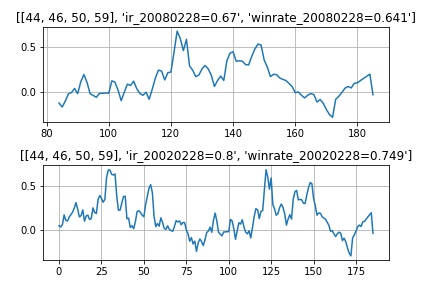 [[44, 46, 50, 59], 'ir_20080228=0.67', 'winrate_20080228=0.641']
0.5
0.0
80 100 120 140 160 180
[[44, 46, 50, 59], 'ir_20020228=0.8', 'winrate_20020228=0.749']
0.5
0.0
0 25 50 75 100 125 150 175